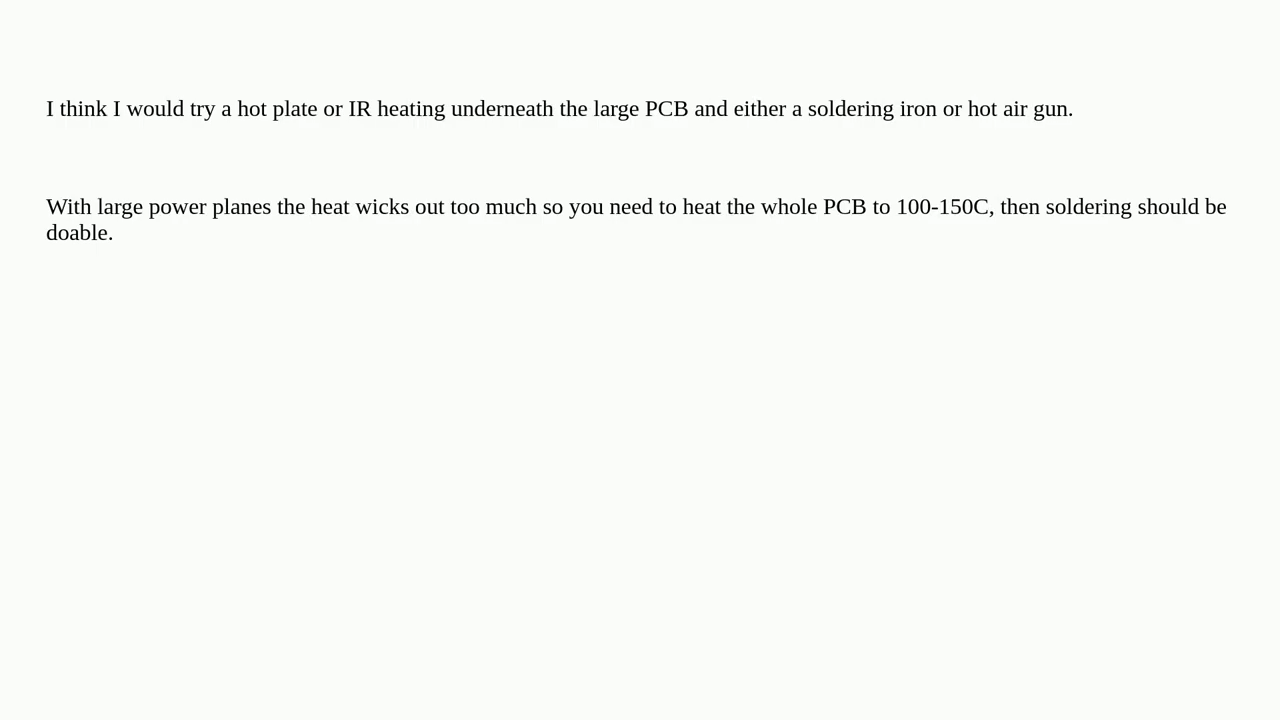 I think I would try a hot plate or IR heating underneath the large PCB and either a soldering iron or hot air gun.
With large power planes the heat wicks out too much so you need to heat the whole PCB to 100-150C, then soldering should be
doable.